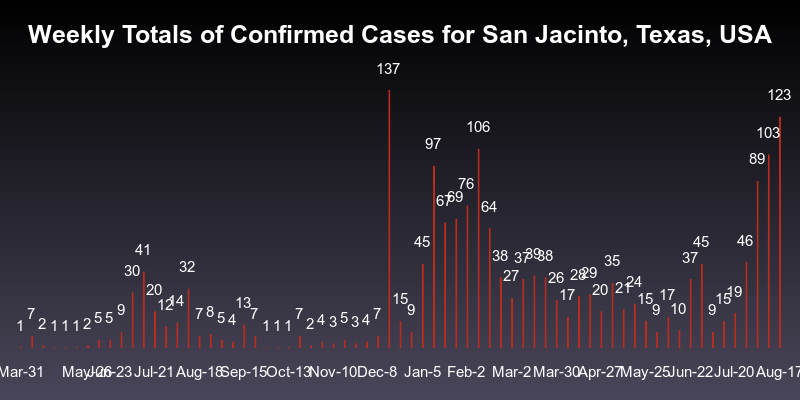 Weekly Totals of Confirmed Cases for San Jacinto, Texas, USA
137
123
106
103
97
89
76
67 69
64
45 46 45
41
38 37 39 38 37 35
30 32
27 26 28 29
20 20 21 24
12 14 13 15 17 15 17 15 19
1 7 2 1 1 1 2 5 5 9 7 8 5 4 7 1 1 1 7 2 4 3 5 3 4 7 9 9 10 9
Mar-31 May-26 Jun-23 Jul-21 Aug-18 Sep-15 Oct-13 Nov-10 Dec-8 Jan-5 Feb-2 Mar-2 Mar-30 Apr-27 May-25 Jun-22 Jul-20 Aug-17